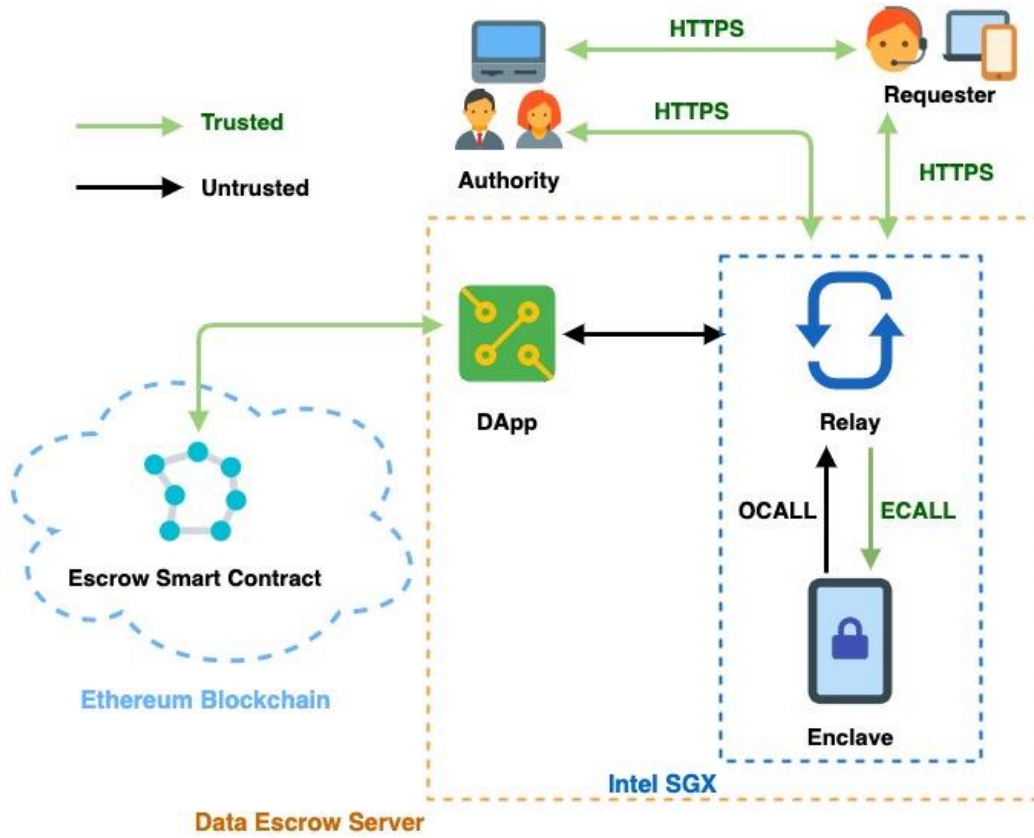 HTTPS
Requester
Trusted
HTTPS
Untrusted
Authority
HTTPS
DApp
Relay
OCALL
ECALL
Escrow Smart Contract
Ethereum Blockchain
Enclave
Intel SGX
Data Escrow Server